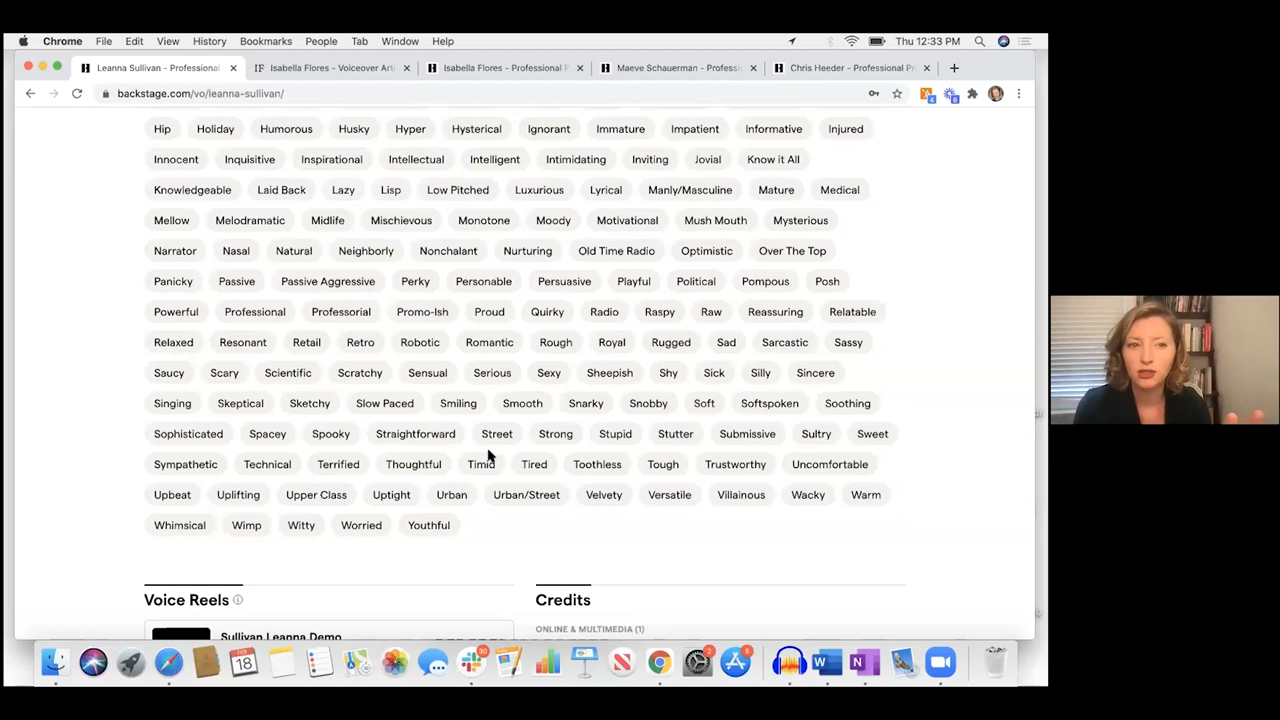 Chrome File Edit View History Bookmarks People Tab Window Help Thu 12:33 PM
Leanna Sullivan - Professional Isabella Flores - Voiceover Arti Isabella Flores - Professional P Maeve Schauerman - Professi Chris Heeder - Professional Pr
backstage.com/vo/leanna-sullivan/
4 6
Hip Holiday Humorous Husky Hyper Hysterical Ignorant Immature Impatient Informative Injured
Innocent Inquisitive Inspirational Intellectual Intelligent Intimidating Inviting Jovial Know it All
Knowledgeable Laid Back Lazy Lisp Low Pitched Luxurious Lyrical Manly/Masculine Mature Medical
Mellow Melodramatic Midlife Mischievous Monotone Moody Motivational Mush Mouth Mysterious
Narrator Nasal Natural Neighborly Nonchalant Nurturing Old Time Radio Optimistic Over The Top
Panicky Passive Passive Aggressive Perky Personable Persuasive Playful Political Pompous Posh
Powerful Professional Professorial Promo-Ish Proud Quirky Radio Raspy Raw Reassuring Relatable
Relaxed Resonant Retail Retro Robotic Romantic Rough Royal Rugged Sad Sarcastic Sassy
Saucy Scary Scientific Scratchy Sensual Serious Sexy Sheepish Shy Sick Silly Sincere
Singing Skeptical Sketchy Slow Paced Smiling Smooth Snarky Snobby Soft Softspoken Soothing
Sophisticated Spacey Spooky Straightforward Street Strong Stupid Stutter Submissive Sultry Sweet
Sympathetic Technical Terrified Thoughtful Timid Tired Toothless Tough Trustworthy Uncomfortable
Upbeat Uplifting Upper Class Uptight Urban Urban/Street Velvety Versatile Villainous Wacky Warm
Whimsical Wimp Witty Worried Youthful
Voice Reels Credits
ONLINE & MULTIMEDIA (1)
Sullivan Leanna Demo
FEB
18
30
2
5